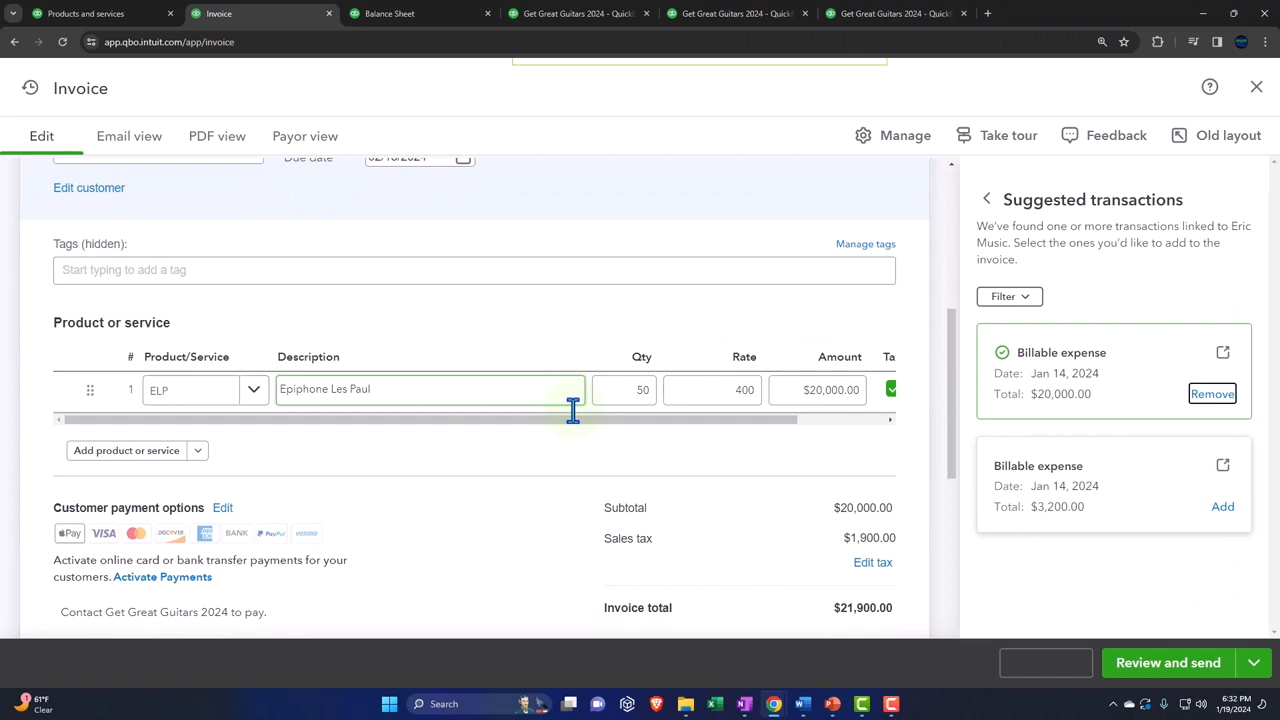 Products and services
Invoice
Balance Sheet
Get Great Guitars 2024 - Quick
Get Great Guitars 2024 - Quick
Get Great Guitars 2024 - Quick
app.qbo.intuit.com/app/invoice
Invoice
Edit
Email view
PDF view
Payor view
Manage
Take tour
Feedback
Old layout
Due date
Edit customer
Tags (hidden):
Manage tags
Start typing to add a tag
Product or service
# Product/Service Description Qty Rate Amount Ta
1 ELP Epiphone Les Paul 50 400 $20,000.00
Add product or service
Customer payment options Edit
Pay VISA DISCOVER BANK PayPal venmo
Activate online card or bank transfer payments for your
customers. Activate Payments
Contact Get Great Guitars 2024 to pay.
Subtotal $20,000.00
Sales tax $1,900.00
Edit tax
Invoice total $21,900.00
Suggested transactions
We've found one or more transactions linked to Eric
Music. Select the ones you'd like to add to the
invoice.
Filter
Billable expense
Date: Jan 14, 2024
Total: $20,000.00 Remove
Billable expense
Date: Jan 14, 2024
Total: $3,200.00 Add
Review and send
61°F
Clear
Search
6:32 PM
1/19/2024